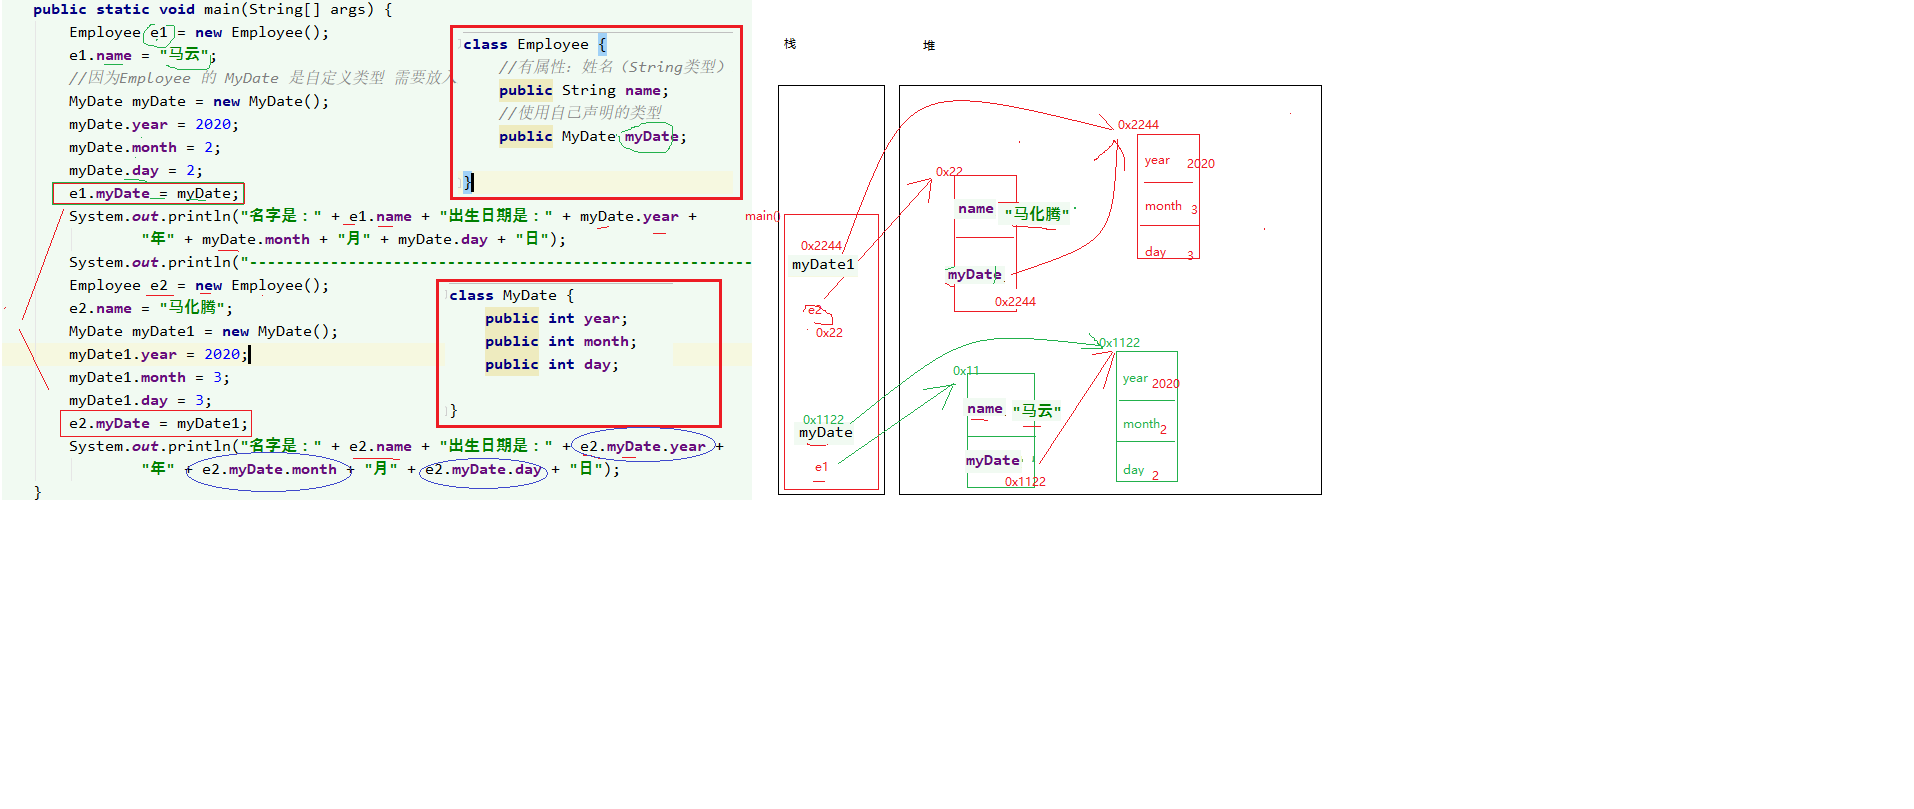 public static void main(String[] args) {
Employee e1 = new Employee();
e1.name = "马云";
//因为Employee 的 MyDate 是自定义类型 需要放入
MyDate myDate = new MyDate();
myDate.year = 2020;
myDate.month = 2;
myDate.day = 2;
e1.myDate = myDate;
System.out.println("名字是：" + e1.name + "出生日期是：" + myDate.year +
"年" + myDate.month + "月" + myDate.day + "日");
System.out.println("--------------------------------------------------------
Employee e2 = new Employee();
e2.name = "马化腾";
MyDate myDate1 = new MyDate();
myDate1.year = 2020;
myDate1.month = 3;
myDate1.day = 3;
e2.myDate = myDate1;
System.out.println("名字是：" + e2.name + "出生日期是：" + e2.myDate.year +
"年" + e2.myDate.month + "月" + e2.myDate.day + "日");
}
class Employee {
//有属性：姓名（String类型）
public String name;
//使用自己声明的类型
public MyDate myDate;
}
class MyDate {
public int year;
public int month;
public int day;
}
栈
堆
main()
0x2244
myDate1
e2
0x22
0x1122
myDate
e1
0x22
name "马化腾"
myDate
0x2244
0x2244
year 2020
month 3
day 3
0x11
name "马云"
myDate
0x1122
0x1122
year 2020
month 2
day 2